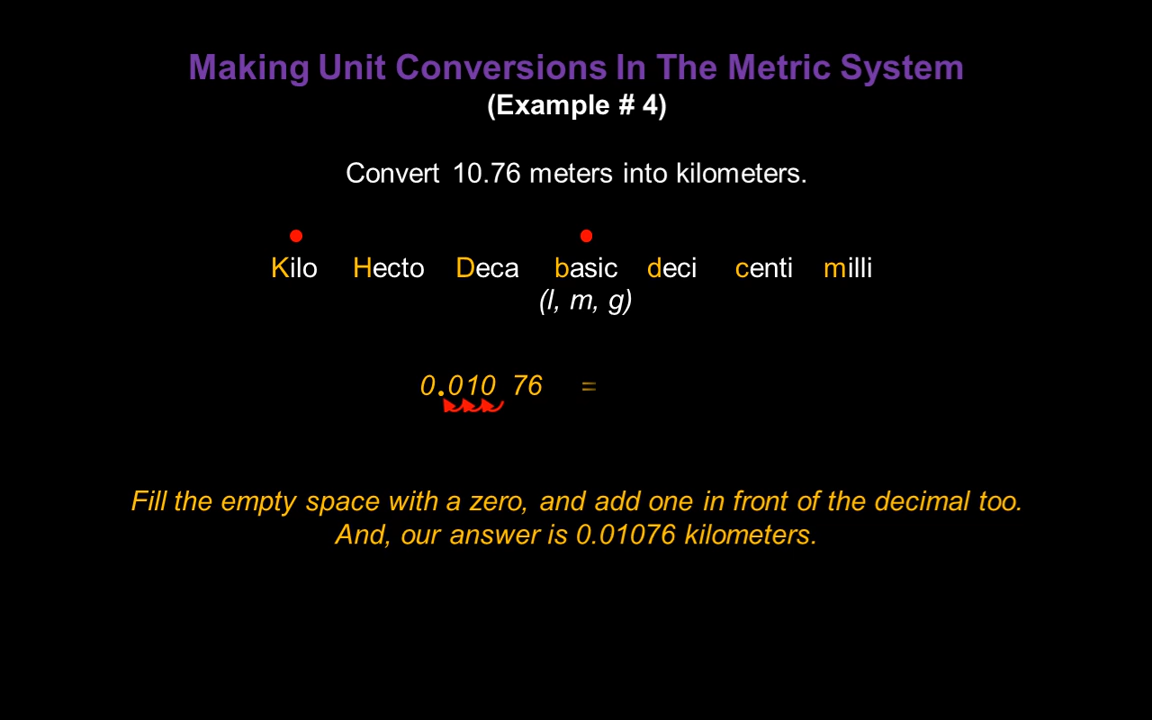 Making Unit Conversions In The Metric System
(Example # 4)
Convert 10.76 meters into kilometers.
Kilo Hecto Deca basic deci centi milli
(l, m, g)
0.010 76 =
Fill the empty space with a zero, and add one in front of the decimal too.
And, our answer is 0.01076 kilometers.